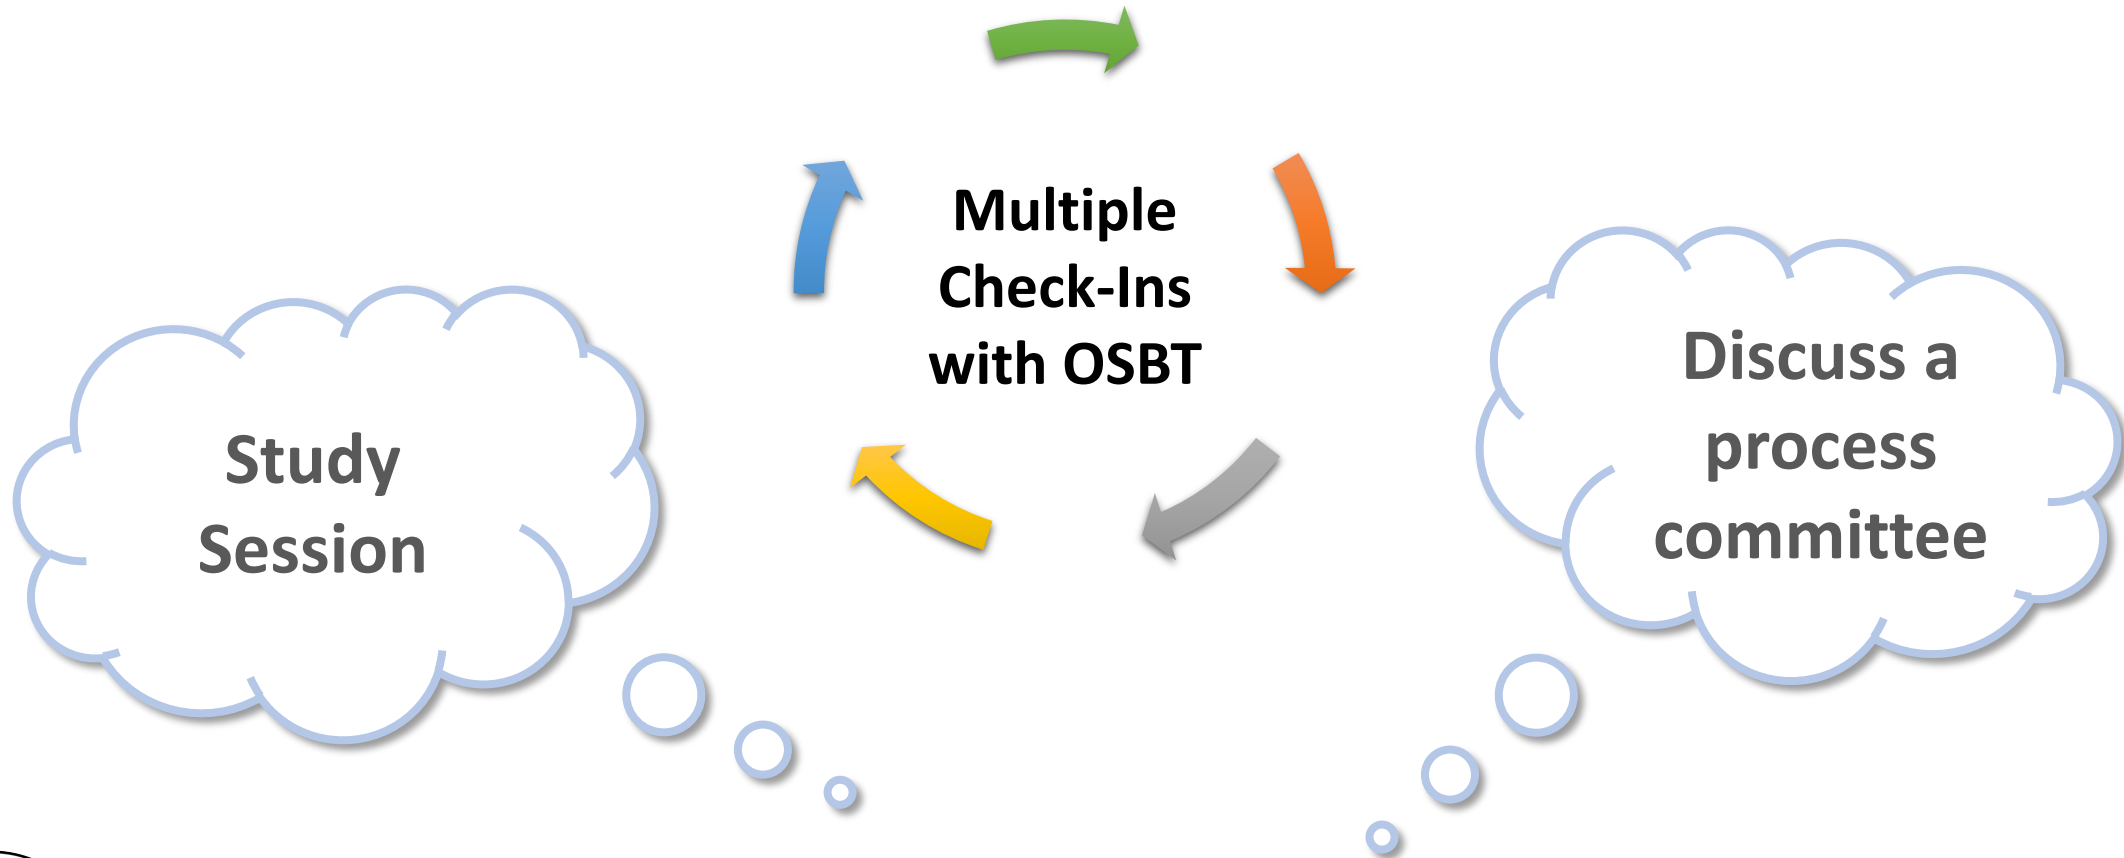 Multiple
Check-Ins
with OSBT
Study
Session
Discuss a
process
committee